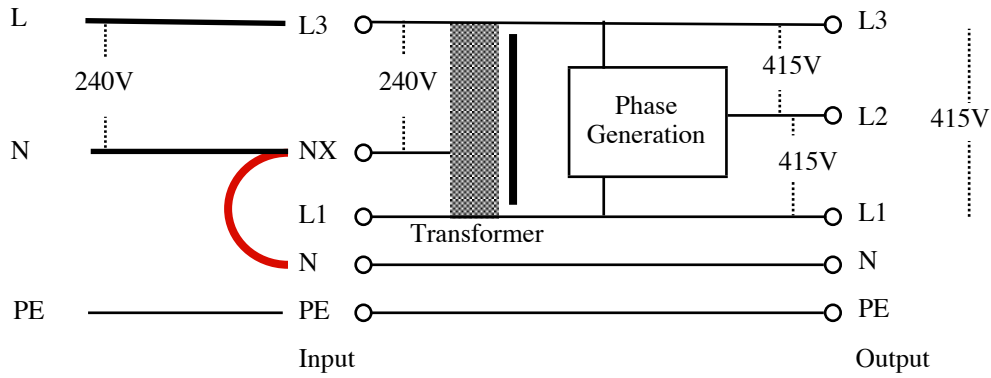 L
L3
L3
240V
240V
415V
Phase
Generation
L2
415V
N
NX
415V
L1
L1
Transformer
N
N
PE
PE
PE
Input
Output